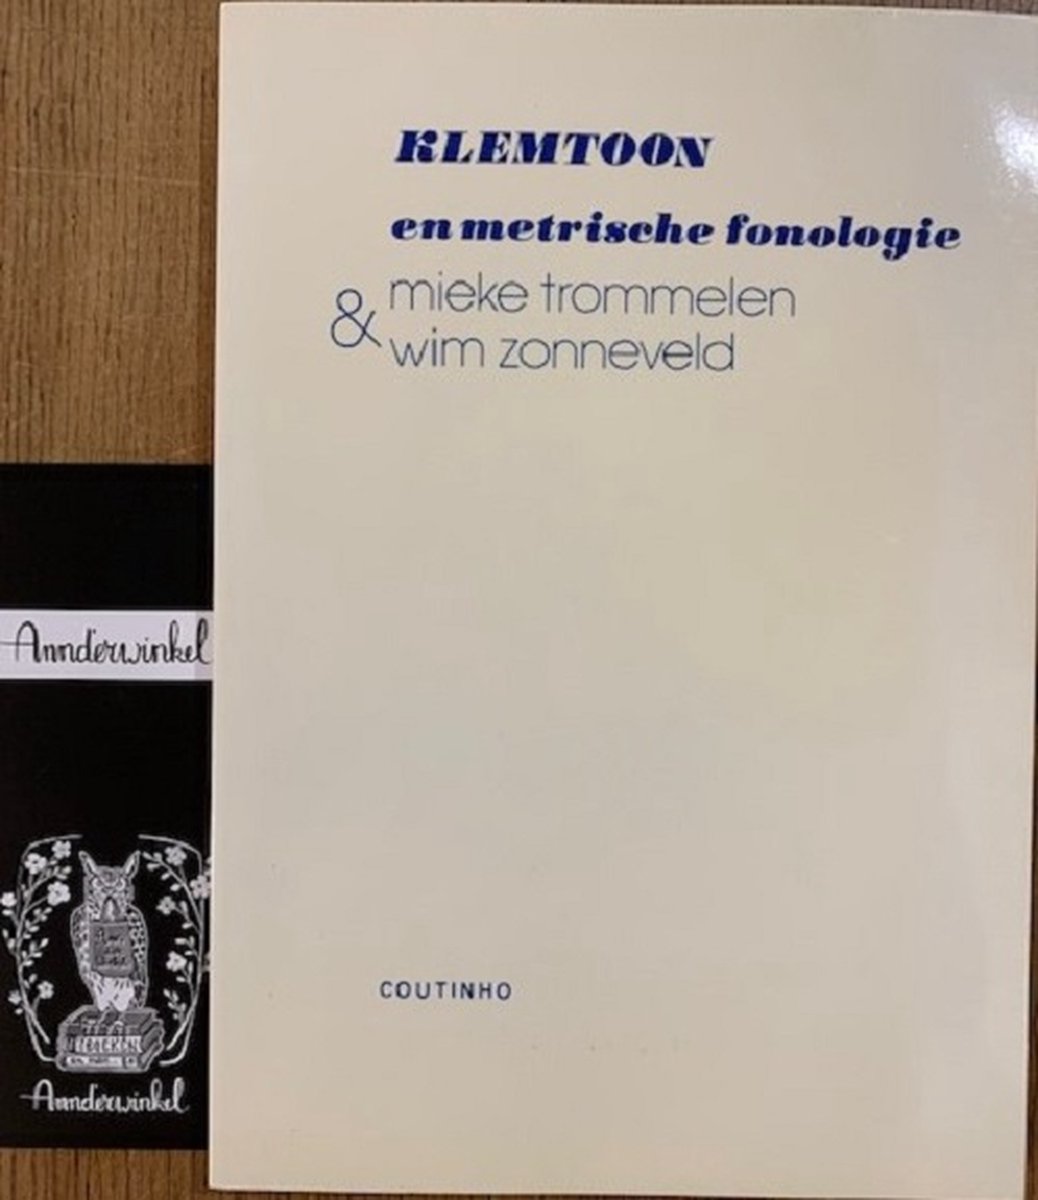 KLEMTOON
en metrische fonologie
& mieke trommelen
wim zonneveld
COUTINHO
Annderwinkel
Annderwinkel